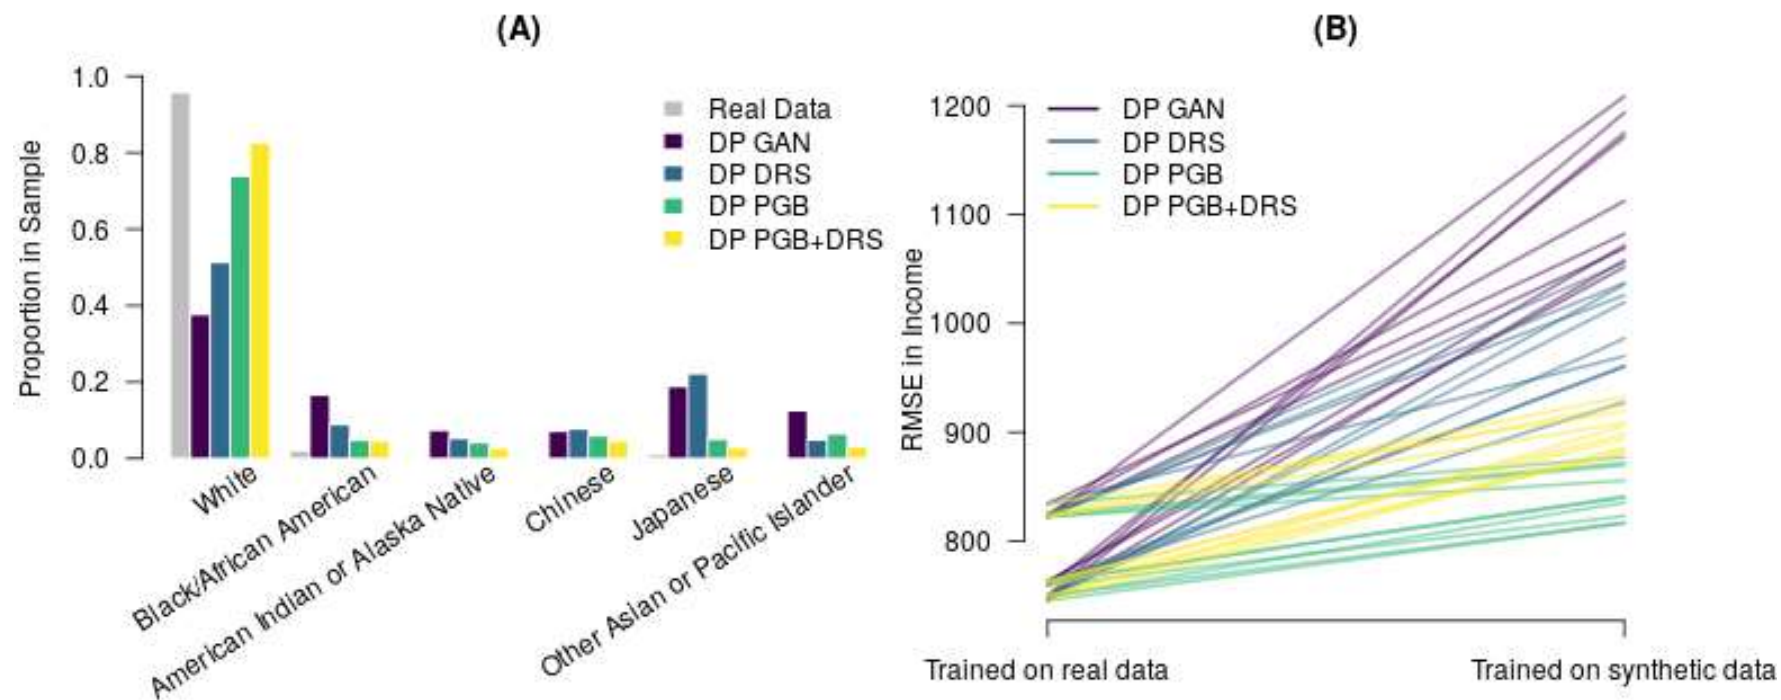 (A)
1.0
0.8
0.6
0.4
0.2
0.0
Proportion in Sample
Real Data
DP GAN
DP DRS
DP PGB
DP PGB+DRS
White
Black/African American
American Indian or Alaska Native
Chinese
Japanese
Other Asian or Pacific Islander
(B)
1200
1100
1000
900
800
RMSE in Income
DP GAN
DP DRS
DP PGB
DP PGB+DRS
Trained on real data
Trained on synthetic data